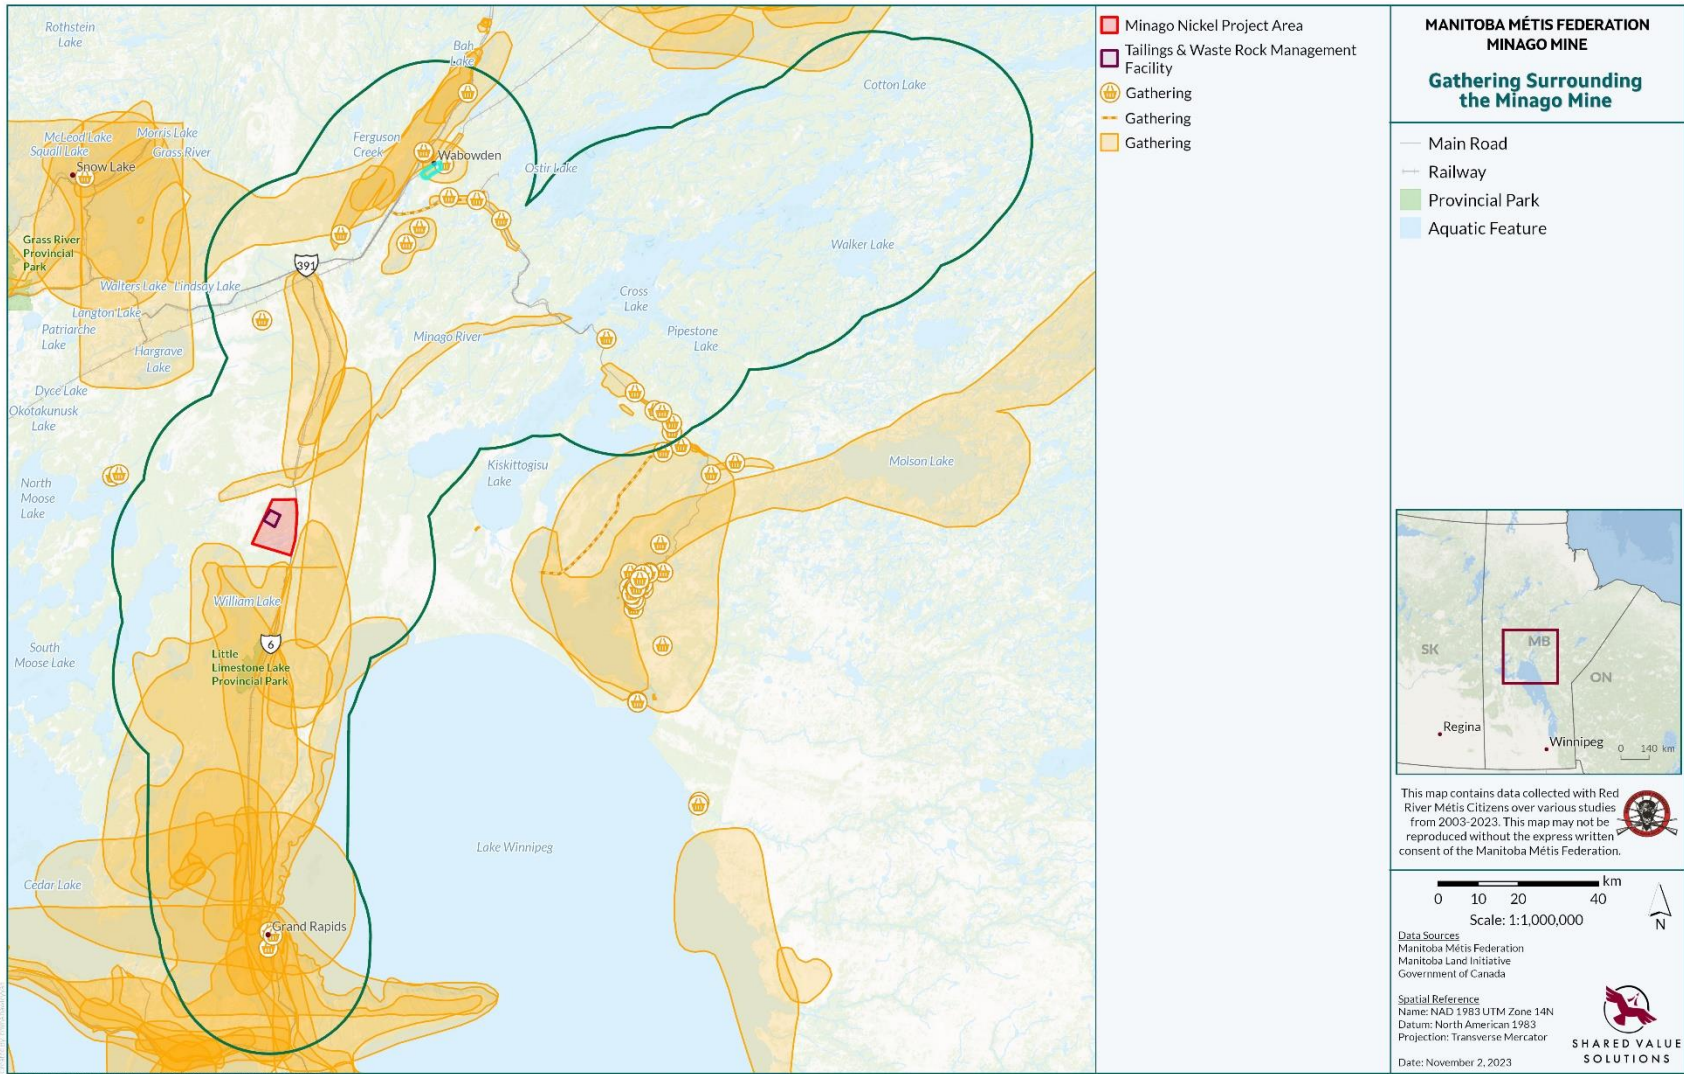 Rothstein
Lake
Bah
Lake
Cotton Lake
McLeod Lake
Squall Lake
Morris Lake
Grass River
Snow Lake
Ferguson
Creek
Wabowden
Ostir Lake
Grass River
Provincial
Park
391
Walker Lake
Walters Lake
Lindsay Lake
Langton Lake
Patriarche
Lake
Hargrave
Lake
Cross
Lake
Minago River
Pipestone
Lake
Dyce Lake
Okotakunusk
Lake
North
Moose
Lake
Kiskittogisu
Lake
Molson Lake
William Lake
6
Little
Limestone Lake
Provincial Park
South
Moose Lake
Lake Winnipeg
Cedar Lake
Grand Rapids
Minago Nickel Project Area
Tailings & Waste Rock Management
Facility
Gathering
Gathering
Gathering
MANITOBA MÉTIS FEDERATION
MINAGO MINE
Gathering Surrounding
the Minago Mine
Main Road
Railway
Provincial Park
Aquatic Feature
SK
MB
ON
Regina
Winnipeg
0 140 km
This map contains data collected with Red
River Métis Citizens over various studies
from 2003-2023. This map may not be
reproduced without the express written
consent of the Manitoba Métis Federation.
km
0 10 20 40
Scale: 1:1,000,000
N
Data Sources
Manitoba Métis Federation
Manitoba Land Initiative
Government of Canada
Spatial Reference
Name: NAD 1983 UTM Zone 14N
Datum: North American 1983
Projection: Transverse Mercator
Date: November 2, 2023
SHARED VALUE
SOLUTIONS